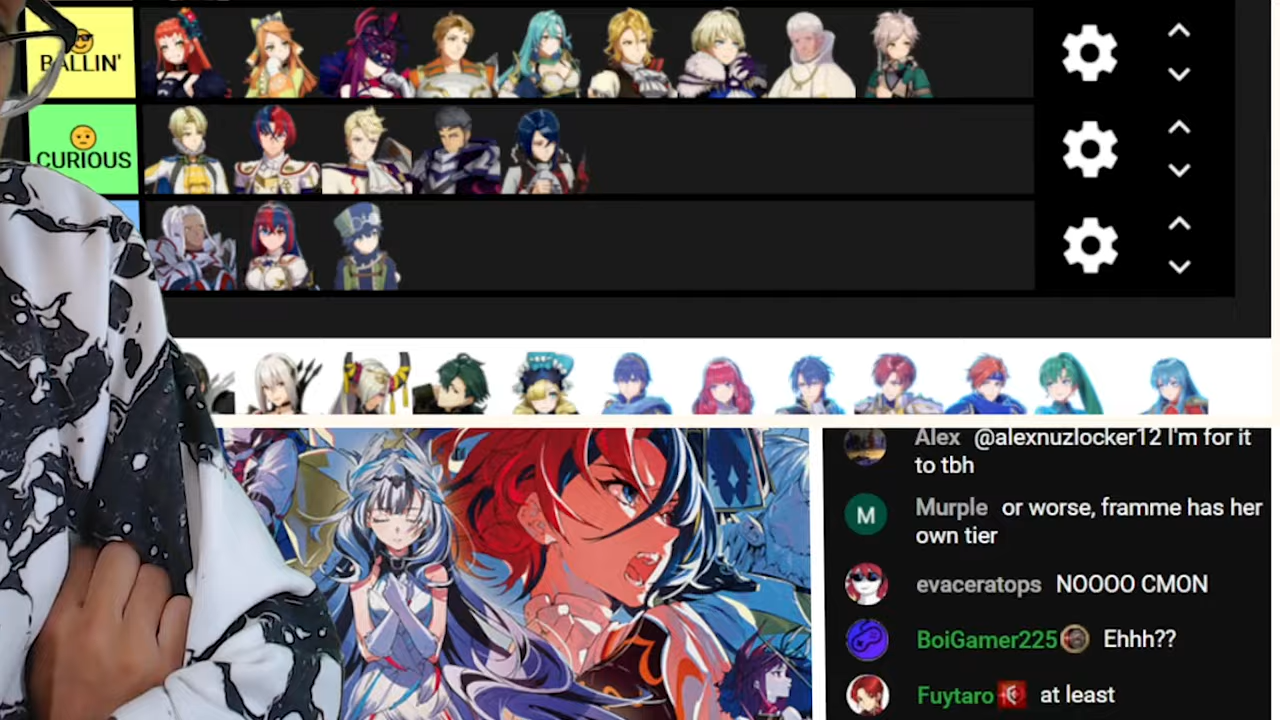 BALLIN'
CURIOUS
Alex @alexnuzlocker12 I'm for it
to tbh
M
Murple or worse, framme has her
own tier
evaceratops NOOOO CMON
BoiGamer225 Ehhh??
Fuytaro at least